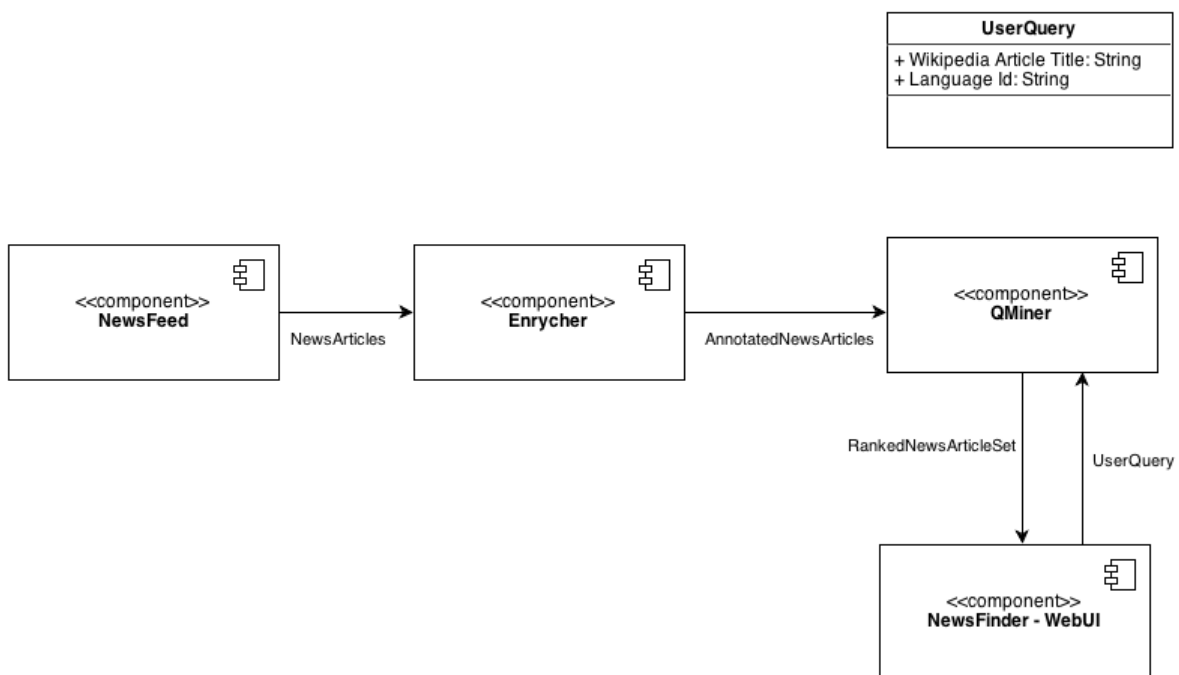 UserQuery
+ Wikipedia Article Title: String
+ Language Id: String
<<component>>
NewsFeed
NewsArticles
<<component>>
Enrycher
AnnotatedNewsArticles
<<component>>
QMiner
RankedNewsArticleSet
UserQuery
<<component>>
NewsFinder - WebUI